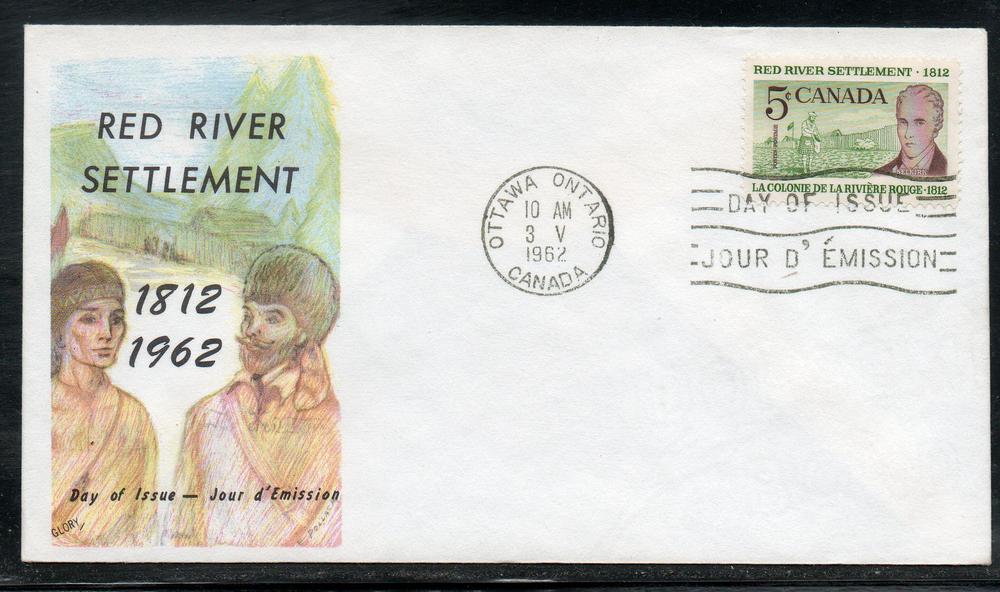 RED RIVER
SETTLEMENT
1812
1962
Day of Issue — Jour d'Emission
GLORY
OTTAWA ONTARIO
10 AM
3 V
1962
CANADA
RED RIVER SETTLEMENT · 1812
5¢ CANADA
SELKIRK
LA COLONIE DE LA RIVIÈRE ROUGE · 1812
DAY OF ISSUE
JOUR D' ÉMISSION